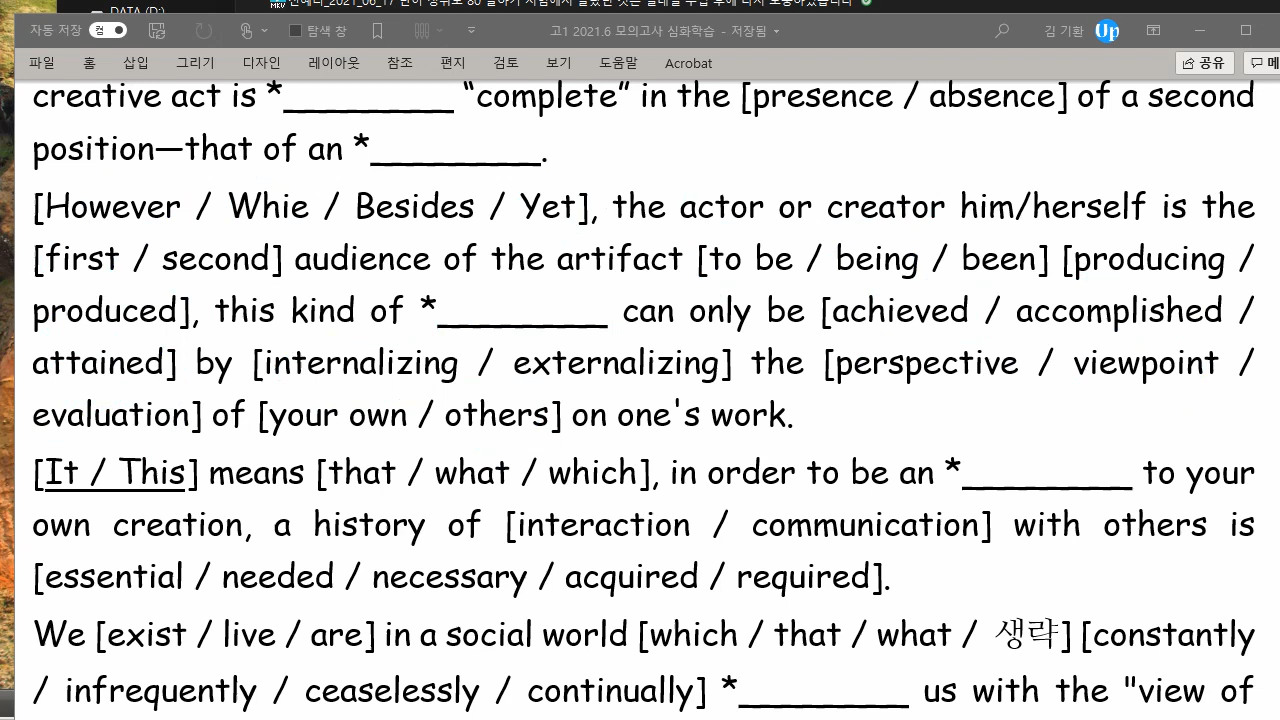 DATA (D:)
자동 저장 컴 탐색 창 고1 2021.6 모의고사 심화학습 - 저장됨 김 기환 Up
파일 홈 삽입 그리기 디자인 레이아웃 참조 편지 검토 보기 도움말 Acrobat 공유 메
creative act is *________ “complete” in the [presence / absence] of a second
position—that of an *________.
[However / Whie / Besides / Yet], the actor or creator him/herself is the
[first / second] audience of the artifact [to be / being / been] [producing /
produced], this kind of *________ can only be [achieved / accomplished /
attained] by [internalizing / externalizing] the [perspective / viewpoint /
evaluation] of [your own / others] on one's work.
[It / This] means [that / what / which], in order to be an *________ to your
own creation, a history of [interaction / communication] with others is
[essential / needed / necessary / acquired / required].
We [exist / live / are] in a social world [which / that / what / 생략] [constantly
/ infrequently / ceaselessly / continually] *________ us with the "view of